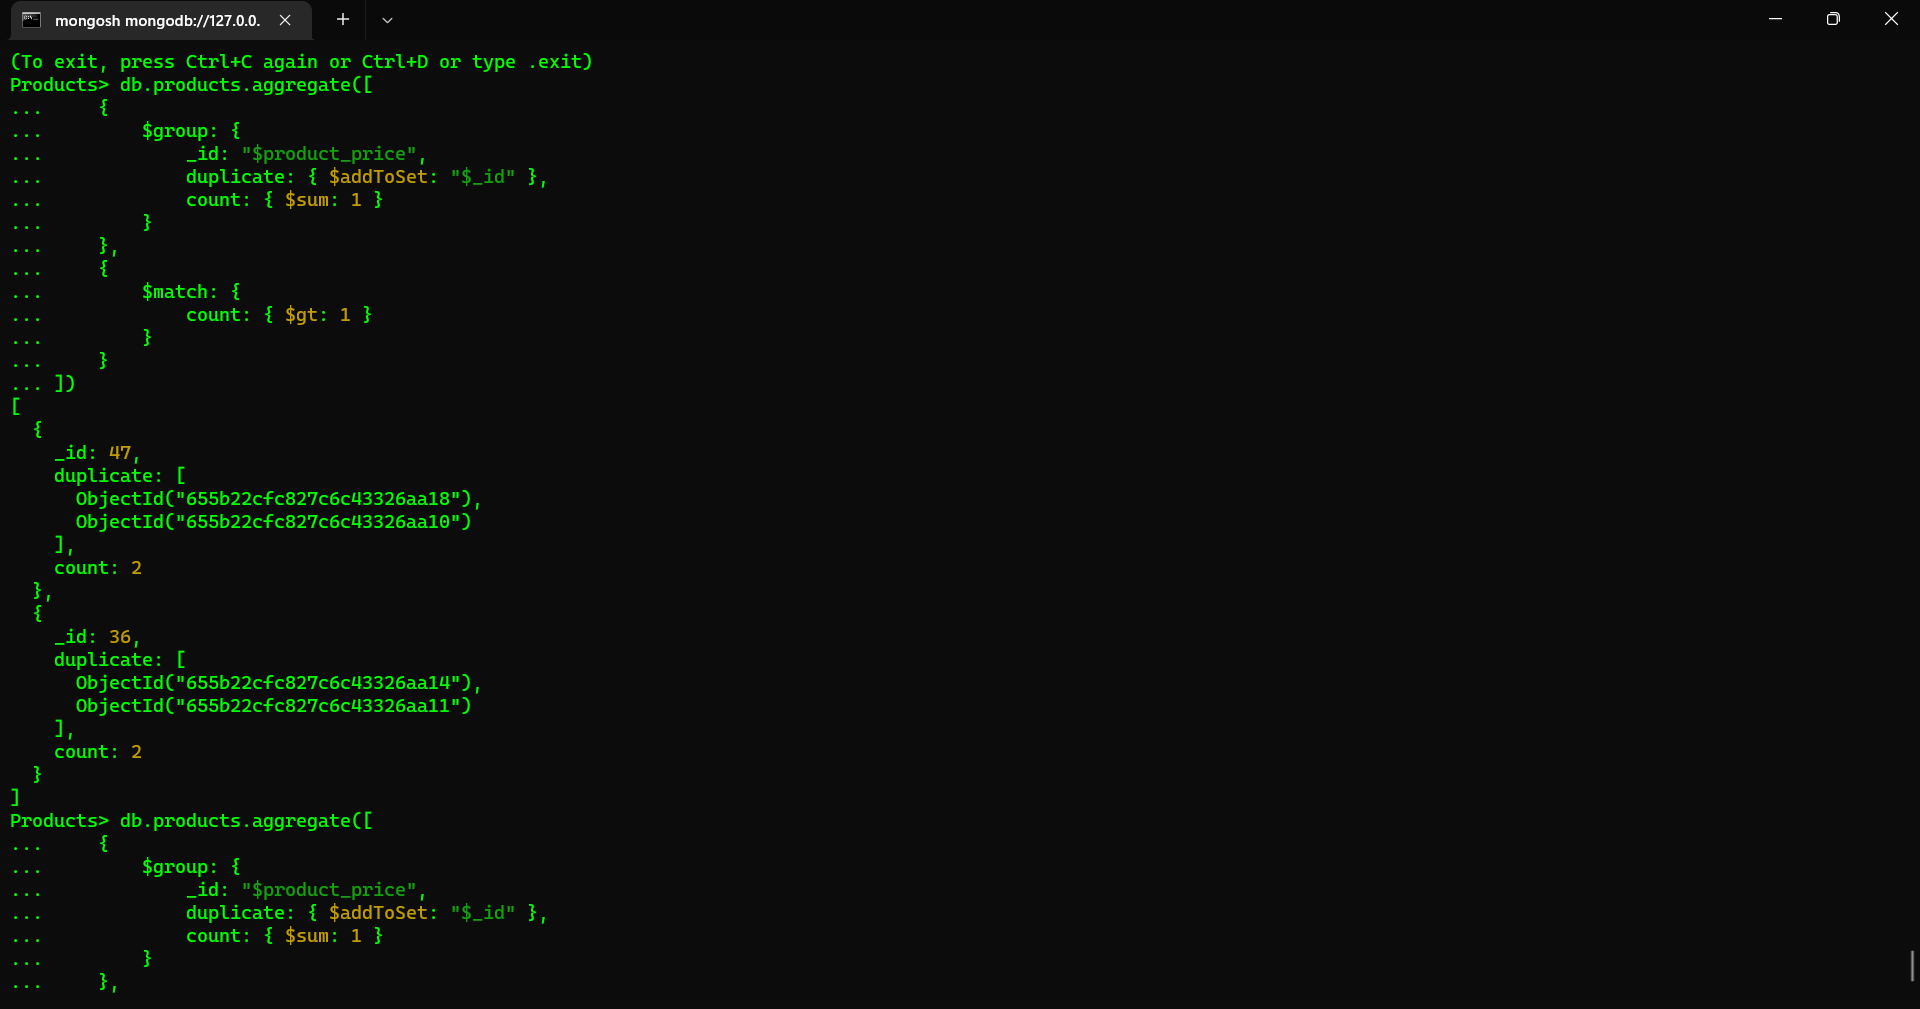 mongosh mongodb://127.0.0.
(To exit, press Ctrl+C again or Ctrl+D or type .exit)
Products> db.products.aggregate([
...     {
...         $group: {
...             _id: "$product_price",
...             duplicate: { $addToSet: "$_id" },
...             count: { $sum: 1 }
...         }
...     },
...     {
...         $match: {
...             count: { $gt: 1 }
...         }
...     }
... ])
[
  {
    _id: 47,
    duplicate: [
      ObjectId("655b22cfc827c6c43326aa18"),
      ObjectId("655b22cfc827c6c43326aa10")
    ],
    count: 2
  },
  {
    _id: 36,
    duplicate: [
      ObjectId("655b22cfc827c6c43326aa14"),
      ObjectId("655b22cfc827c6c43326aa11")
    ],
    count: 2
  }
]
Products> db.products.aggregate([
...     {
...         $group: {
...             _id: "$product_price",
...             duplicate: { $addToSet: "$_id" },
...             count: { $sum: 1 }
...         }
...     },